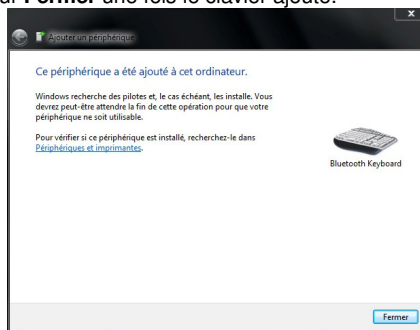 Fermer une fois le clavier ajouté.
Ajouter un périphérique
Ce périphérique a été ajouté à cet ordinateur.
Windows recherche des pilotes et, le cas échéant, les installe. Vous
devrez peut-être attendre la fin de cette opération pour que votre
périphérique ne soit utilisable.
Pour vérifier si ce périphérique est installé, recherchez-le dans
Périphériques et imprimantes.
Bluetooth Keyboard
Fermer